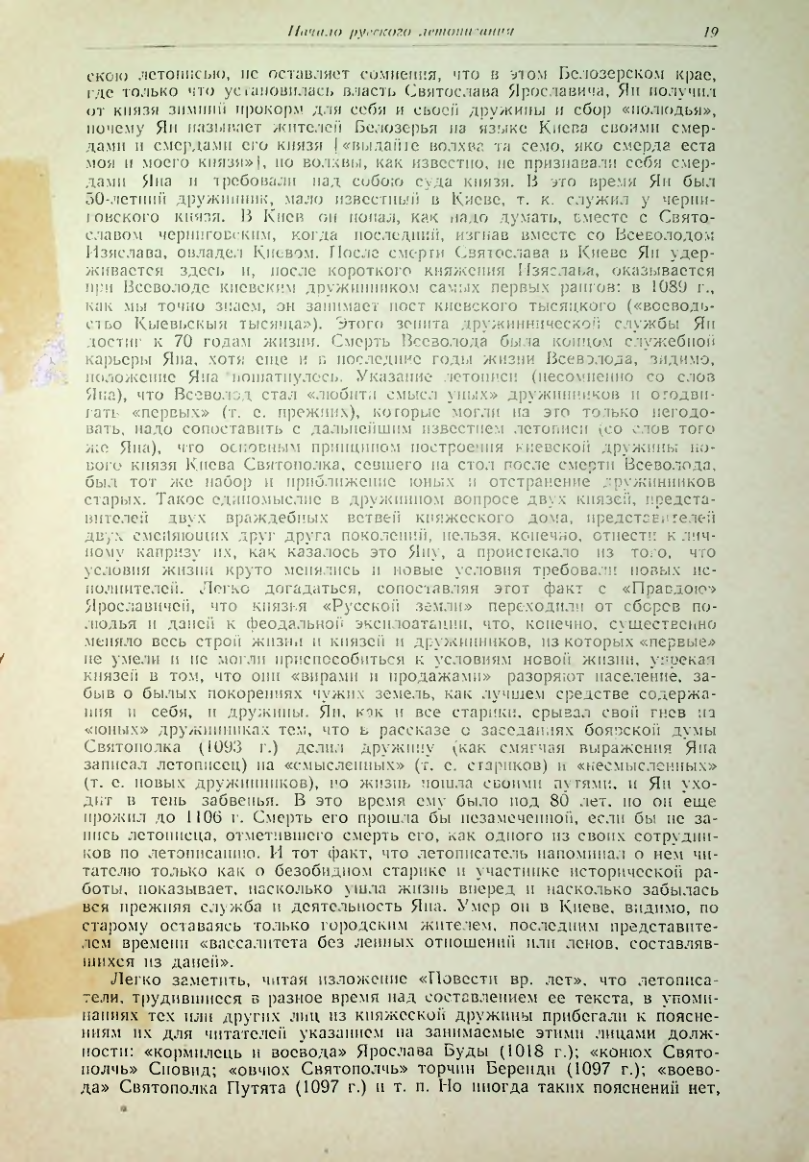 Начало русского летописания 19
скою летописью, не оставляет сомнения, что в этом Белозерском крае,
где только что установилась власть Святослава Ярославича, Ян получил
от князя зимний прокорм для себя и своей дружины и сбор «полюдья»,
почему Ян называет жителей Белозерья на языке Киева своими смер-
дами и смердами его князя [«выдайте волхва та семо, яко смерда еста
моя и моего князя»], но волхвы, как известно, не признавали себя смер-
дами Яна и требовали над собою суда князя. В это время Ян был
50-летний дружинник, мало известный в Киеве, т. к. служил у черни-
говского князя. В Киев он попал, как надо думать, вместе с Свято-
славом черниговским, когда последний, изгнав вместе со Всеволодом
Изяслава, овладел Киевом. После смерти Святослава в Киеве Ян удер-
живается здесь и, после короткого княжения Изяслава, оказывается
при Всеволоде киевским дружинником самых первых рангов: в 1089 г.,
как мы точно знаем, он занимает пост киевского тысяцкого («воеводь-
ство Кыевьскыя тысяща»). Этого зенита дружиннической службы Ян
достиг к 70 годам жизни. Смерть Всеволода была концом служебной
карьеры Яна, хотя еще и в последние годы жизни Всеволода, видимо,
положение Яна пошатнулось. Указание летописи (несомненно со слов
Яна), что Всеволод стал «любити смысл уных» дружинников и отодви-
гать «первых» (т. е. прежних), которые могли на это только негодо-
вать, надо сопоставить с дальнейшим известием летописи (со слов того
же Яна), что основным принципом построения киевской дружины но-
вого князя Киева Святополка, севшего на стол после смерти Всеволода,
был тот же набор и приближение юных и отстранение дружинников
старых. Такое единомыслие в дружинном вопросе двух князей, предста-
вителей двух враждебных ветвей княжеского дома, представителей
двух сменяющих друг друга поколений, нельзя, конечно, отнести к лич-
ному капризу их, как казалось это Яну, а проистекало из того, что
условия жизни круто менялись и новые условия требовали новых ис-
полнителей. Легко догадаться, сопоставляя этот факт с «Правдою»
Ярославичей, что князья «Русской земли» переходили от сборов по-
людья и даней к феодальной эксплоатации, что, конечно, существенно
меняло весь строй жизни и князей и дружинников, из которых «первые»
не умели и не могли приспособиться к условиям новой жизни, упрекая
князей в том, что они «вирами и продажами» разоряют население, за-
быв о былых покорениях чужих земель, как лучшем средстве содержа-
ния и себя, и дружины. Ян, как и все старики, срывал свой гнев на
«юных» дружинниках тем, что в рассказе о заседаниях боярской думы
Святополка (1093 г.) делил дружину (как смягчая выражения Яна
записал летописец) на «смысленных» (т. е. стариков) и «несмысленных»
(т. е. новых дружинников), но жизнь пошла своими путями, и Ян ухо-
дит в тень забвенья. В это время ему было под 80 лет, но он еще
прожил до 1106 г. Смерть его прошла бы незамеченной, если бы не за-
пись летописца, отметившего смерть его, как одного из своих сотрудни-
ков по летописанию. И тот факт, что летописатель напоминал о нем чи-
тателю только как о безобидном старике и участнике исторической ра-
боты, показывает, насколько ушла жизнь вперед и насколько забылась
вся прежняя служба и деятельность Яна. Умер он в Киеве, видимо, по
старому оставаясь только городским жителем, последним представите-
лем времени «вассалитета без ленных отношений или ленов, составляв-
шихся из даней».
Легко заметить, читая изложение «Повести вр. лет», что летописа-
тели, трудившиеся в разное время над составлением ее текста, в упоми-
наниях тех или других лиц из княжеской дружины прибегали к поясне-
ниям их для читателей указанием на занимаемые этими лицами долж-
ности: «кормилець и воевода» Ярослава Буды (1018 г.); «конюх Свято-
полчь» Сновид; «овчюх Святополчь» торчин Беренди (1097 г.); «воево-
да» Святополка Путята (1097 г.) и т. п. Но иногда таких пояснений нет,